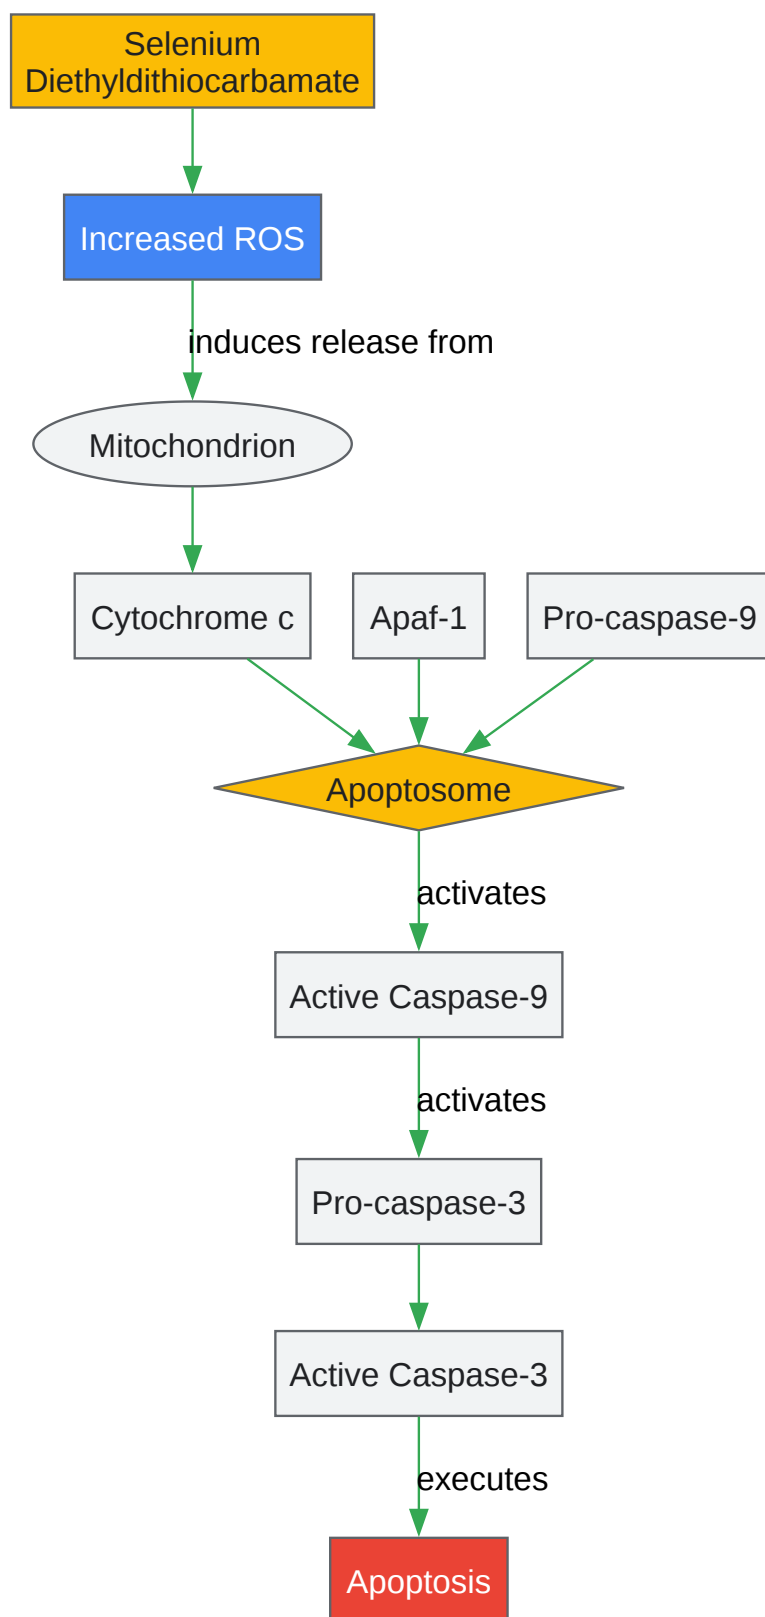 Selenium
Diethyldithiocarbamate
Increased ROS
induces release from
Mitochondrion
Cytochrome c
Apaf-1
Pro-caspase-9
Apoptosome
activates
Active Caspase-9
activates
Pro-caspase-3
Active Caspase-3
executes
Apoptosis